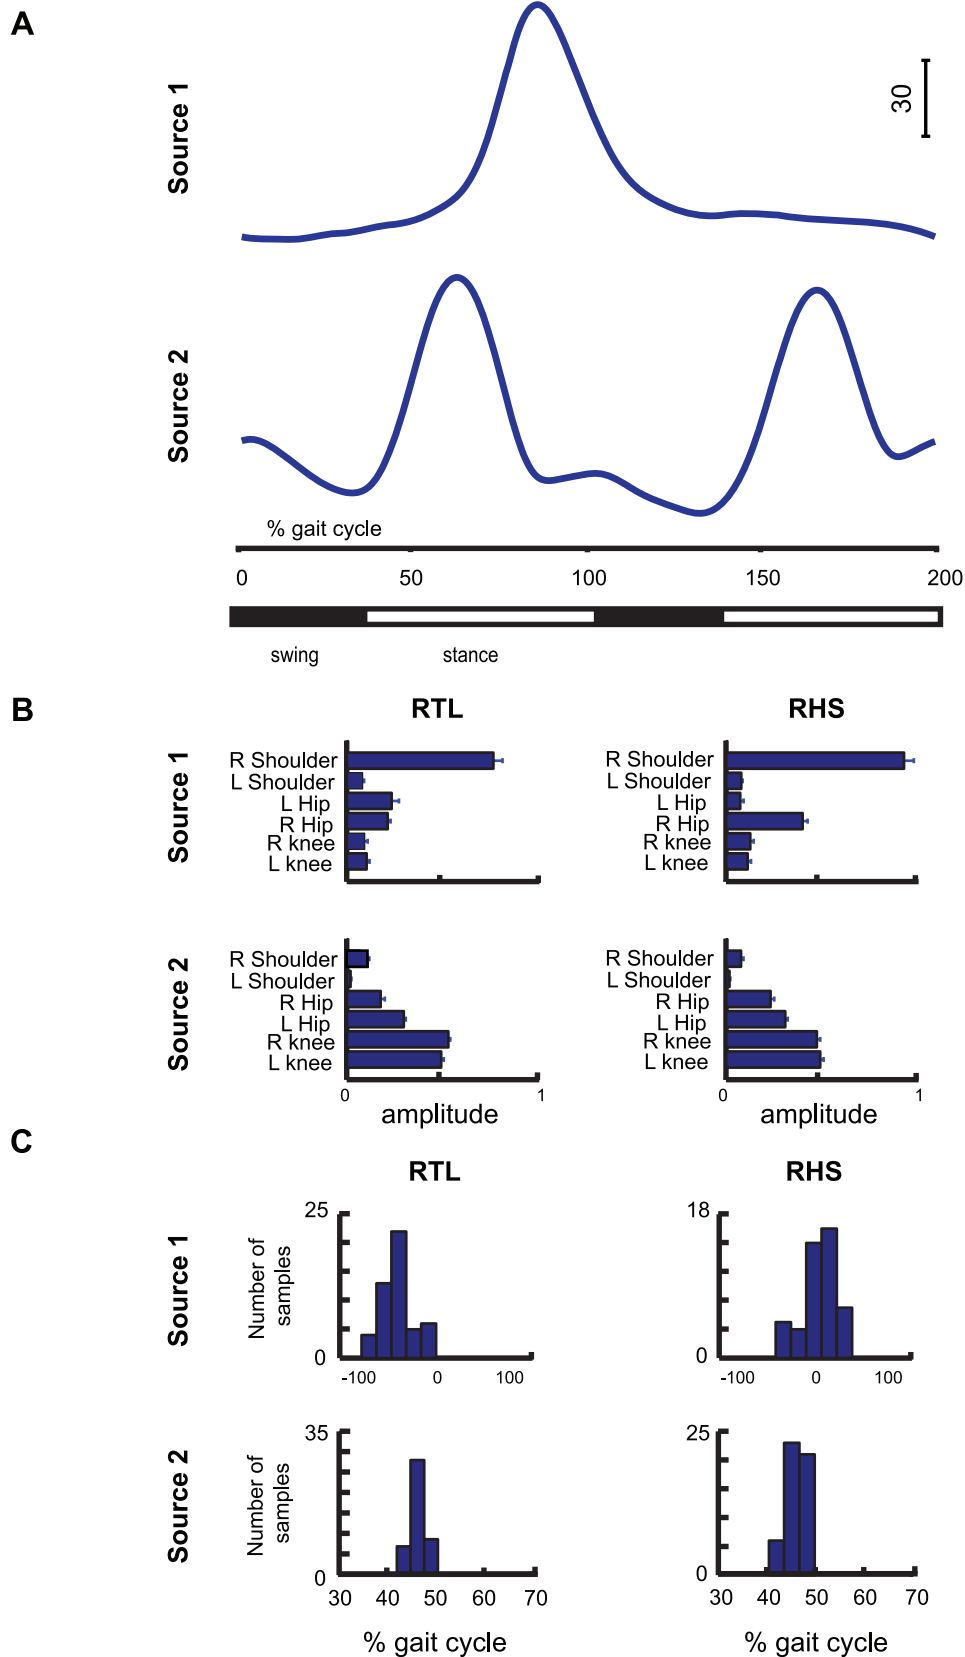 A
Source 1
30
Source 2
% gait cycle
0 50 100 150 200
swing stance
B
RTL RHS
Source 1
R Shoulder
L Shoulder
L Hip
R Hip
R knee
L knee
R Shoulder
L Shoulder
L Hip
R Hip
R knee
L knee
Source 2
R Shoulder
L Shoulder
R Hip
L Hip
R knee
L knee
0 1
amplitude
R Shoulder
L Shoulder
R Hip
L Hip
R knee
L knee
0 1
amplitude
C
RTL RHS
Source 1
Number of
samples
25
0
-100 0 100
18
0
-100 0 100
Source 2
Number of
samples
35
0
30 40 50 60 70
% gait cycle
25
0
30 40 50 60 70
% gait cycle